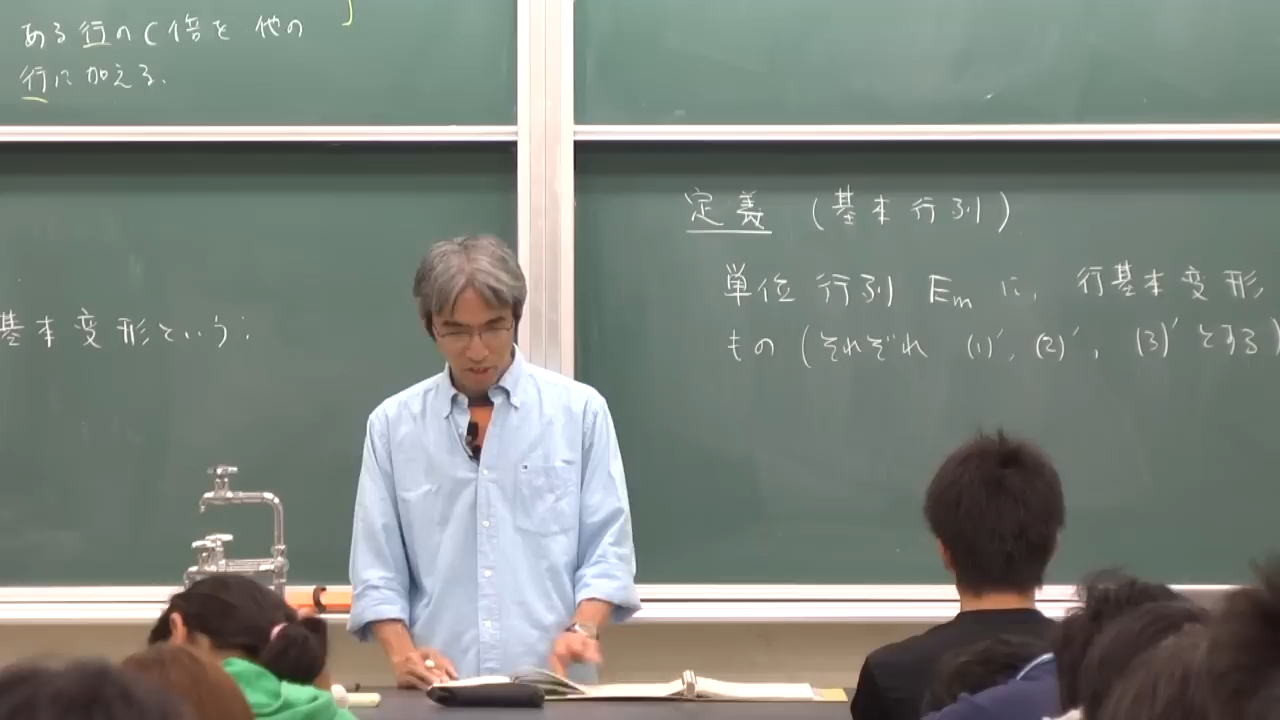 ある行のC倍を他の
行に加える.
基本変形という:
定義 (基本行列)
単位行列 Em に, 行基本変形
もの (それぞれ (1)', (2)', (3)' とする)